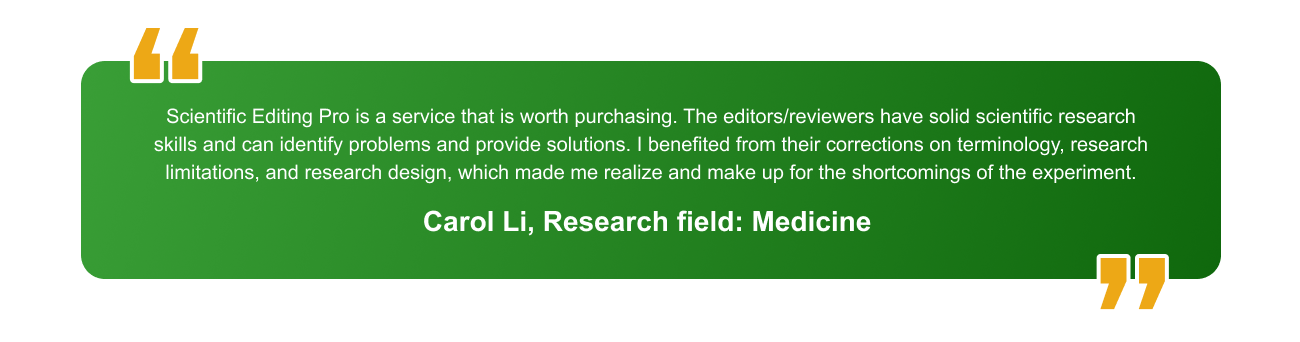 Scientific Editing Pro is a service that is worth purchasing. The editors/reviewers have solid scientific research
skills and can identify problems and provide solutions. I benefited from their corrections on terminology, research
limitations, and research design, which made me realize and make up for the shortcomings of the experiment.
Carol Li, Research field: Medicine